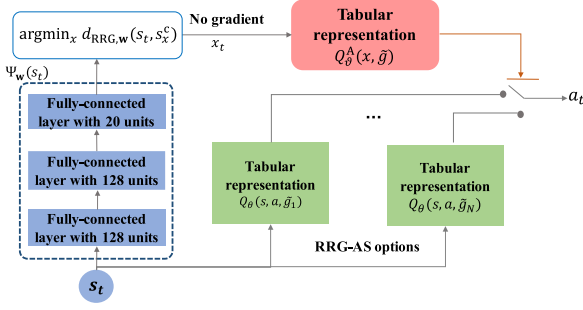 argminₓ d_RRG,𝐰(s_t, s_x^c)
No gradient
x_t
Tabular
representation
Q_ϑ^A(x, g̃)
Ψ_𝐰(s_t)
Fully-connected
layer with 20 units
Fully-connected
layer with 128 units
Fully-connected
layer with 128 units
s_t
...
a_t
Tabular
representation
Q_θ(s, a, g̃₁)
Tabular
representation
Q_θ(s, a, g̃_N)
RRG-AS options